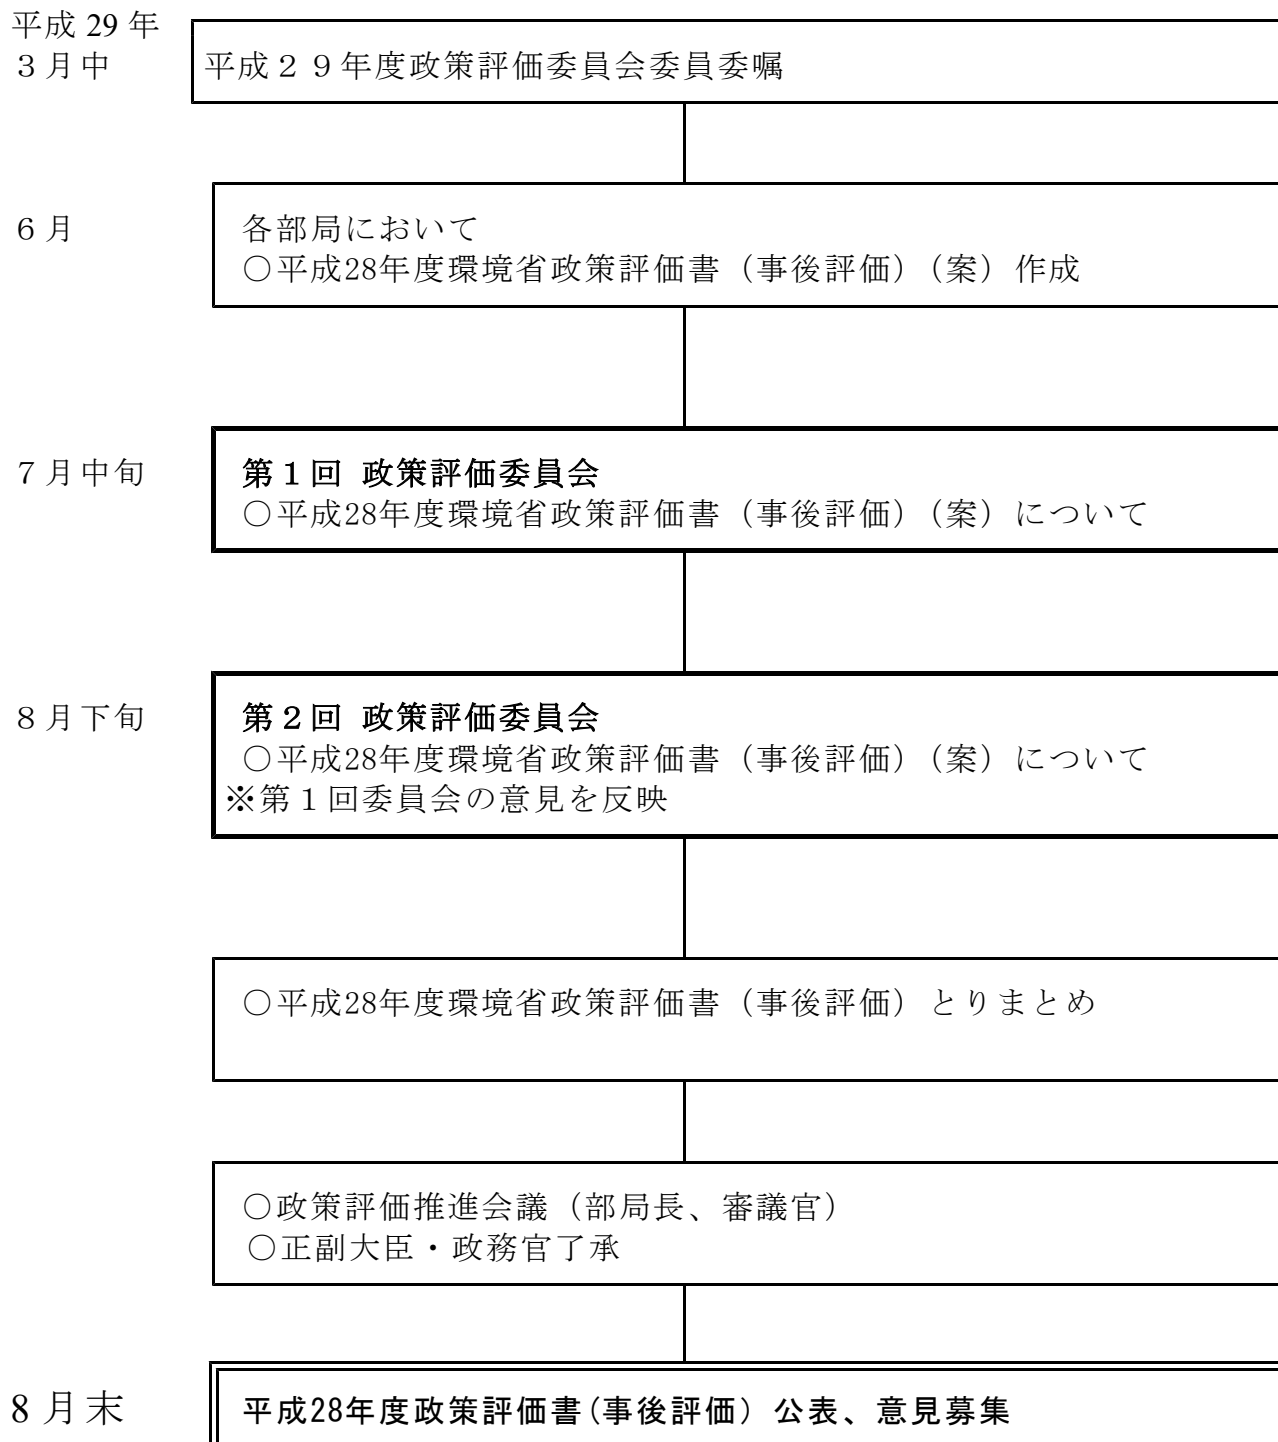 平成 29 年
３月中
平成２９年度政策評価委員会委員委嘱
６月
各部局において
○平成28年度環境省政策評価書（事後評価）（案）作成
７月中旬
第１回 政策評価委員会
○平成28年度環境省政策評価書（事後評価）（案）について
８月下旬
第２回 政策評価委員会
○平成28年度環境省政策評価書（事後評価）（案）について
※第１回委員会の意見を反映
○平成28年度環境省政策評価書（事後評価）とりまとめ
○政策評価推進会議（部局長、審議官）
○正副大臣・政務官了承
８月末
平成28年度政策評価書(事後評価）公表、意見募集